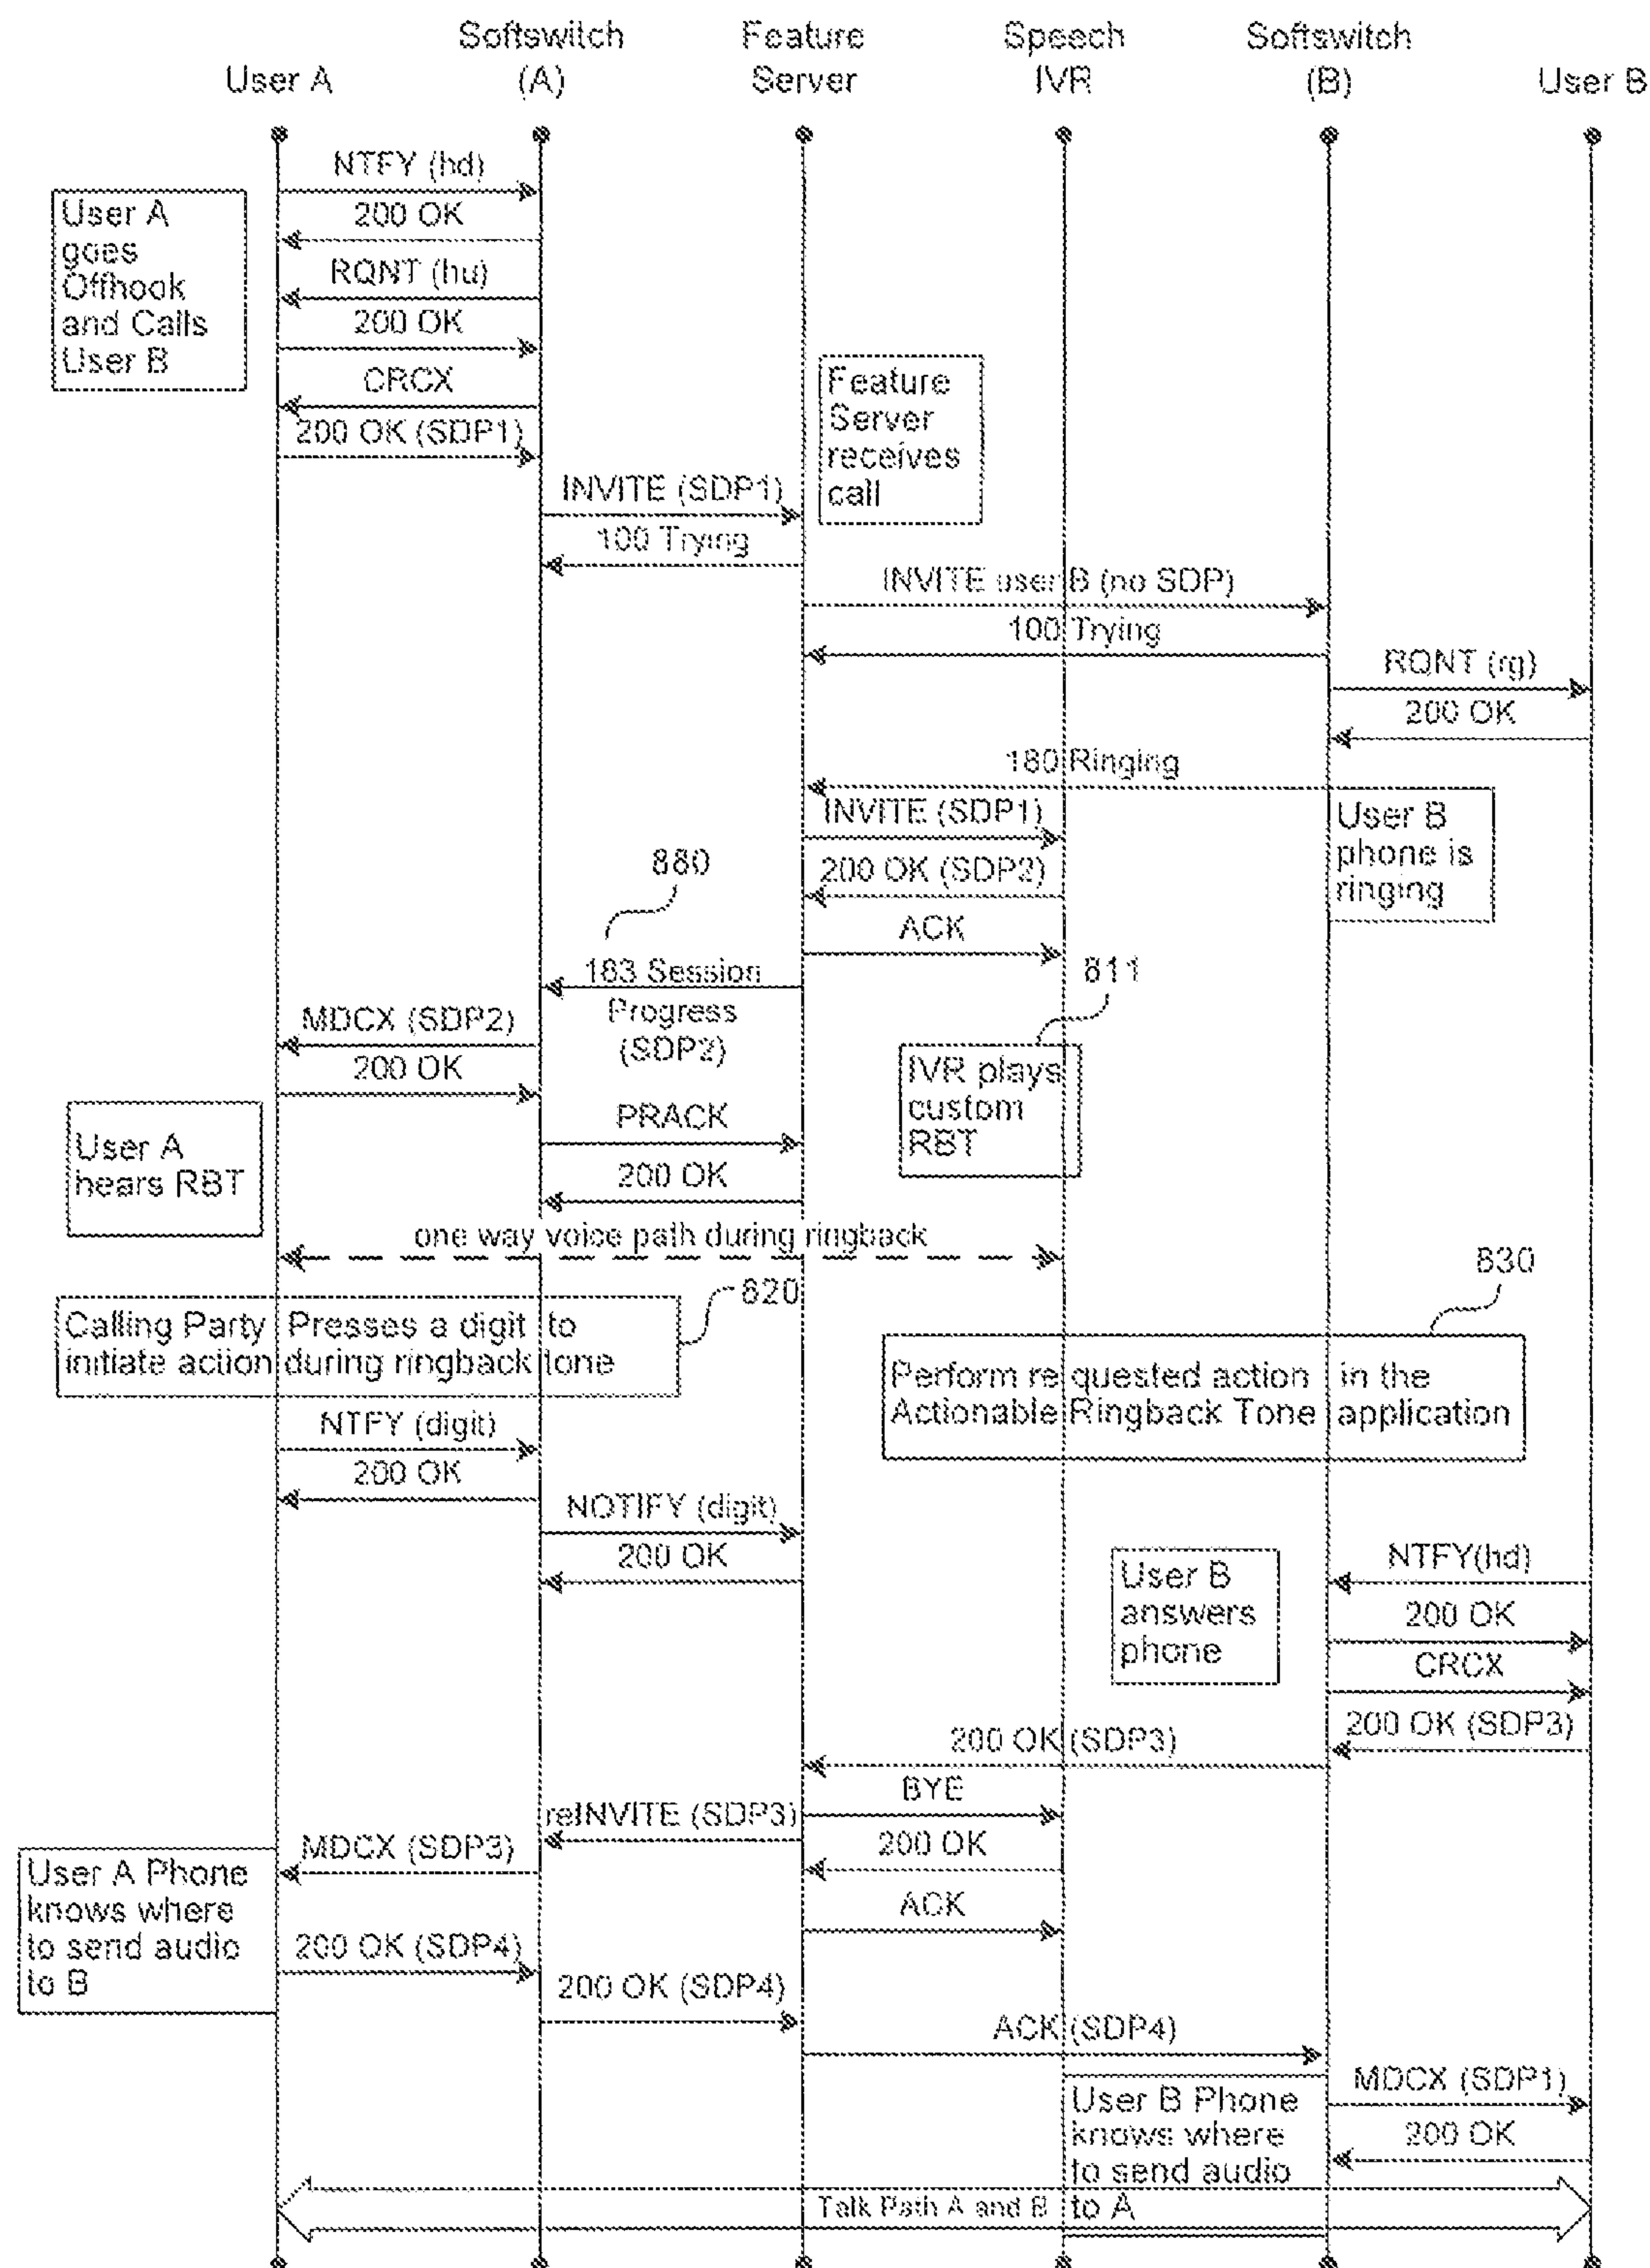 Softswitch Feature Speech Softswitch
User A (A) Server IVR (B) User B
NTFY (hd)
User A
goes
Offhook
and Calls
User B
200 OK
RQNT (hu)
200 OK
CRCX
200 OK (SDP1)
Feature
Server
receives
call
INVITE (SDP1)
100 Trying
INVITE user B (no SDP)
100 Trying
RQNT (rg)
200 OK
180 Ringing
INVITE (SDP1)
User B
phone is
ringing
200 OK (SDP2)
880
ACK
183 Session
Progress
(SDP2)
811
MDCX (SDP2)
200 OK
IVR plays
custom
RBT
User A
hears RBT
PRACK
200 OK
one way voice path during ringback
820
830
Calling Party Presses a digit to
initiate action during ringback tone
Perform requested action in the
Actionable Ringback Tone application
NTFY (digit)
200 OK
NOTIFY (digit)
200 OK
User B
answers
phone
NTFY(hd)
200 OK
CRCX
200 OK (SDP3)
200 OK (SDP3)
BYE
reINVITE (SDP3)
200 OK
MDCX (SDP3)
User A Phone
knows where
to send audio
to B
ACK
200 OK (SDP4)
200 OK (SDP4)
ACK (SDP4)
MDCX (SDP1)
User B Phone
knows where
to send audio
to A
200 OK
Talk Path A and B